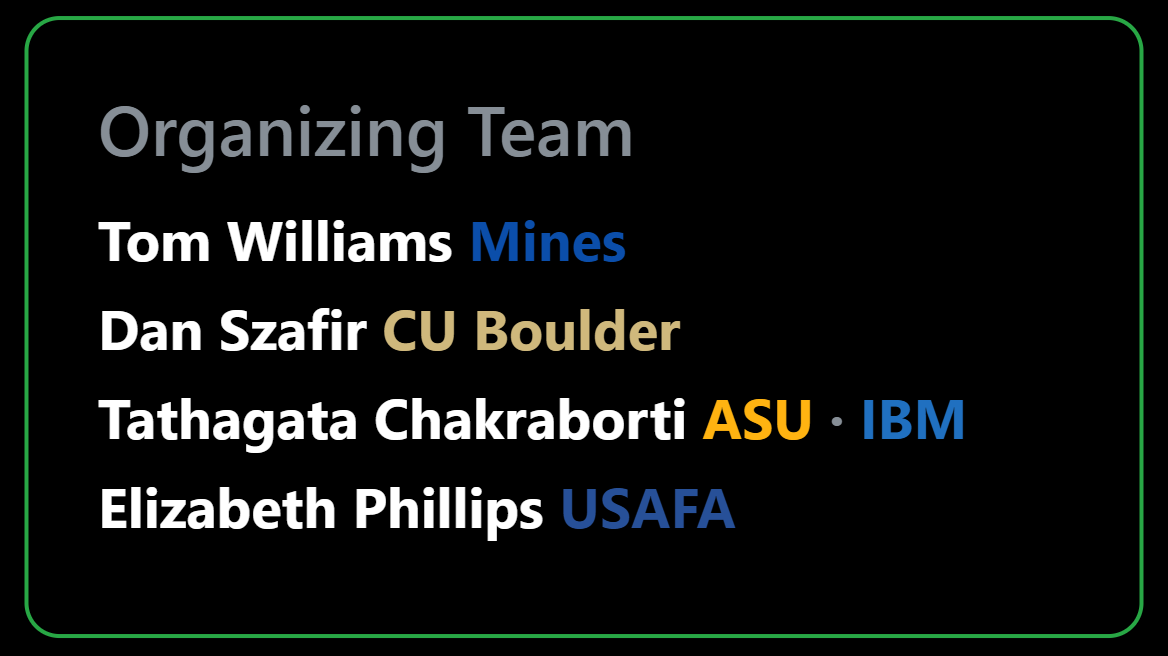 Organizing Team
Tom Williams Mines
Dan Szafir CU Boulder
Tathagata Chakraborti ASU · IBM
Elizabeth Phillips USAFA